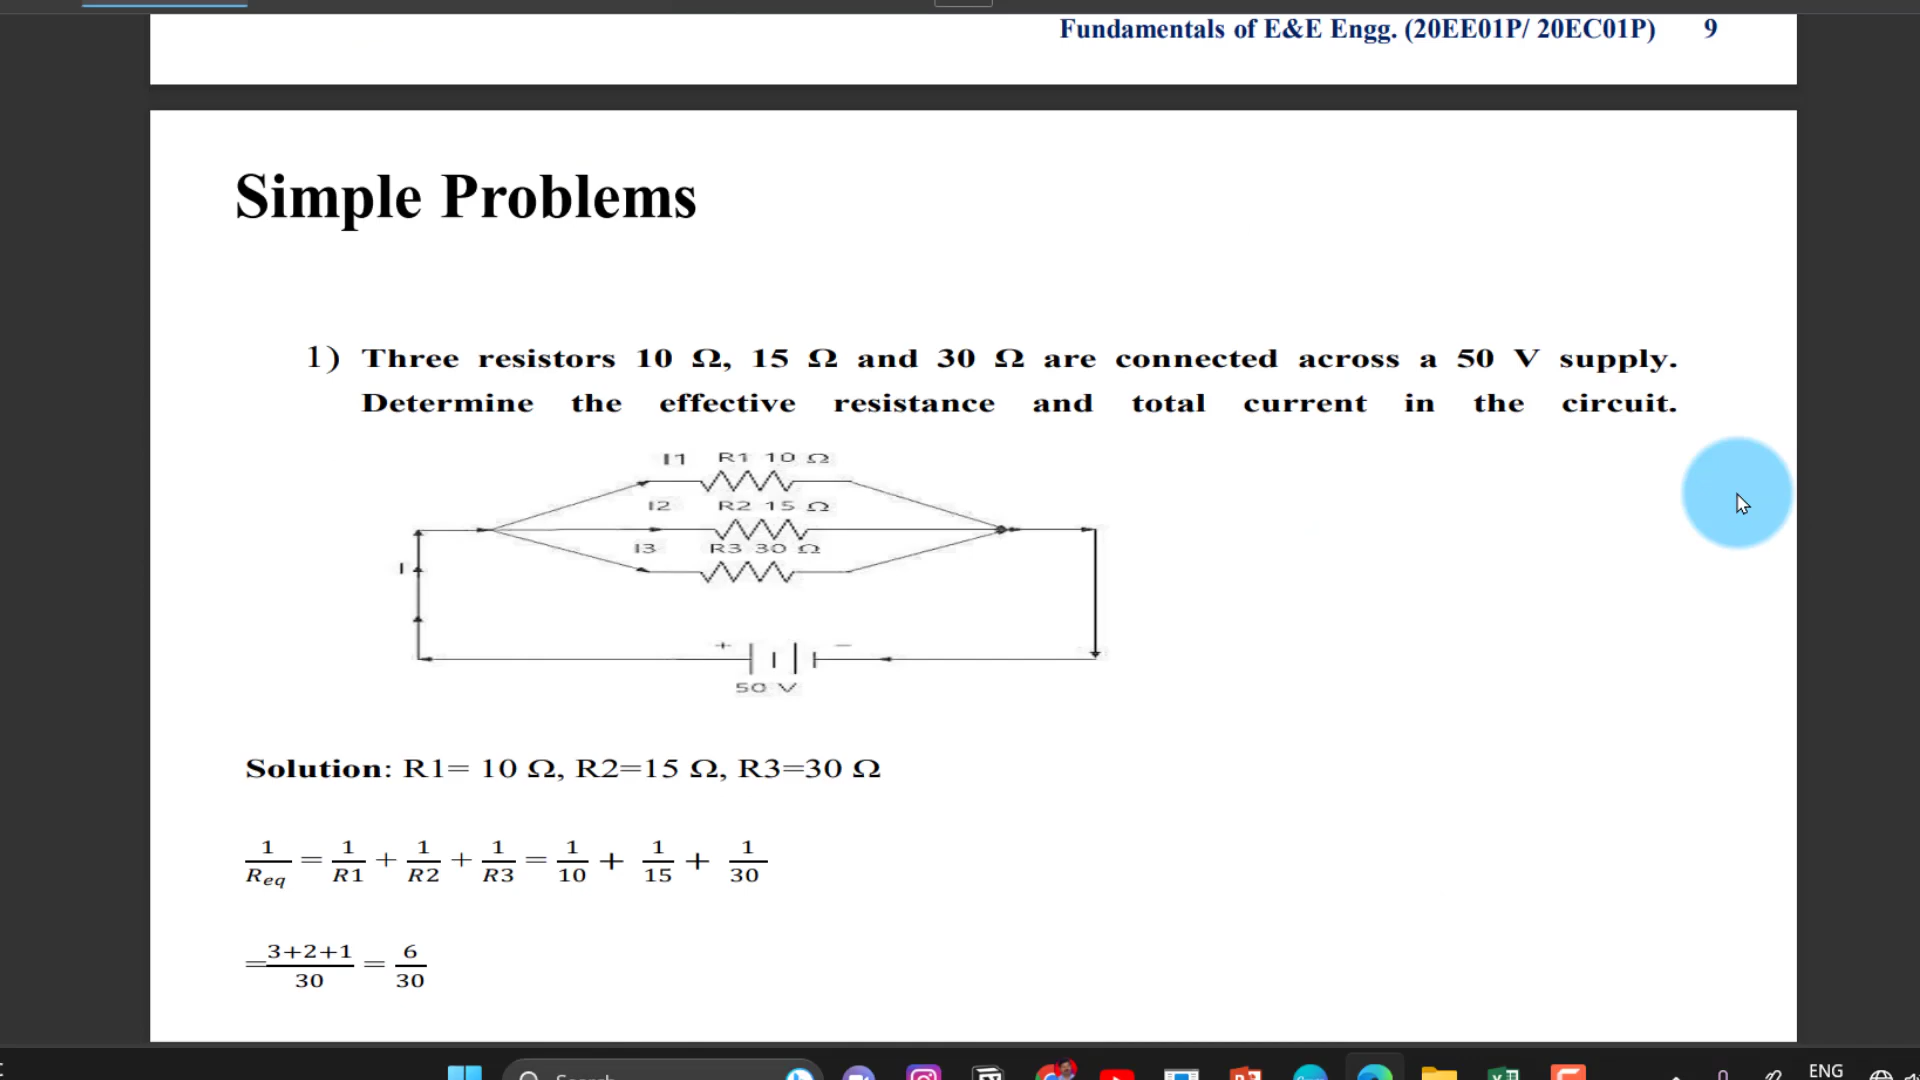 Fundamentals of E&E Engg. (20EE01P/ 20EC01P) 9
Simple Problems
1) Three resistors 10 Ω, 15 Ω and 30 Ω are connected across a 50 V supply.
Determine the effective resistance and total current in the circuit.
I1 R1 10 Ω
I2 R2 15 Ω
I3 R3 30 Ω
I
+ −
50 V
Solution: R1= 10 Ω, R2=15 Ω, R3=30 Ω
1/Req = 1/R1 + 1/R2 + 1/R3 = 1/10 + 1/15 + 1/30
=3+2+1/30 = 6/30
ENG